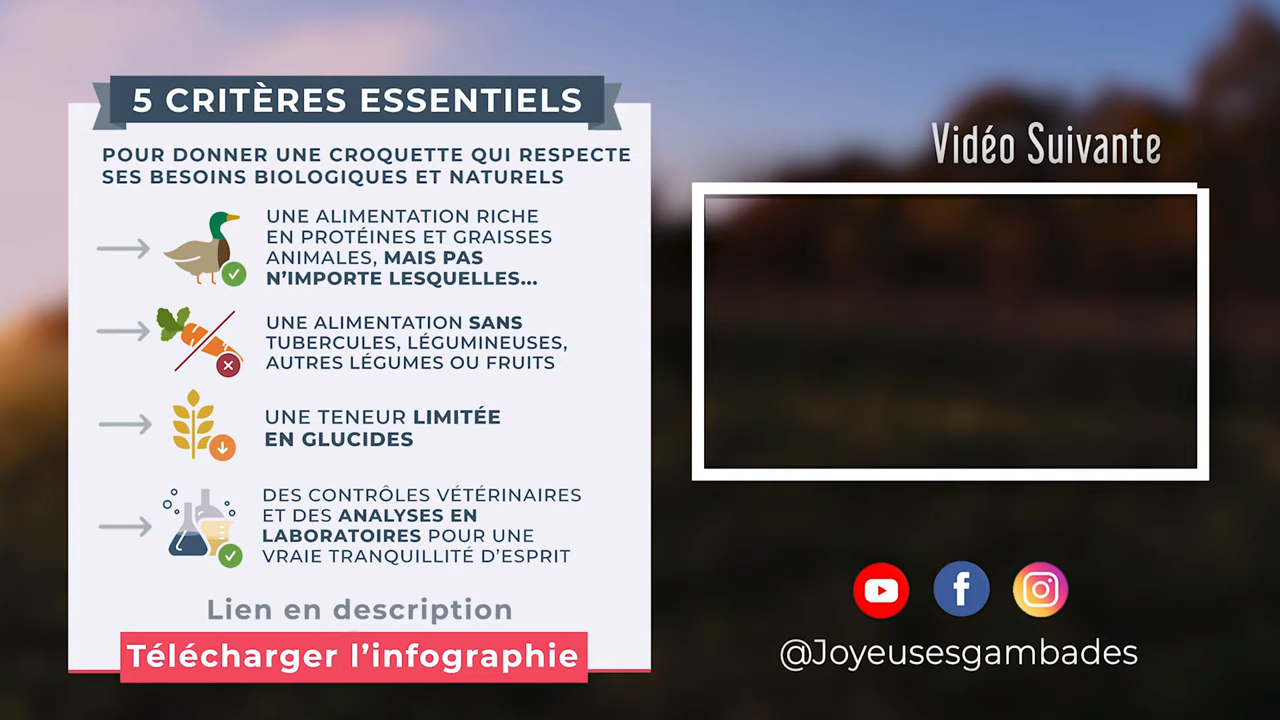 5 CRITÈRES ESSENTIELS
POUR DONNER UNE CROQUETTE QUI RESPECTE
SES BESOINS BIOLOGIQUES ET NATURELS
UNE ALIMENTATION RICHE
EN PROTÉINES ET GRAISSES
ANIMALES, MAIS PAS
N'IMPORTE LESQUELLES...
UNE ALIMENTATION SANS
TUBERCULES, LÉGUMINEUSES,
AUTRES LÉGUMES OU FRUITS
UNE TENEUR LIMITÉE
EN GLUCIDES
DES CONTRÔLES VÉTÉRINAIRES
ET DES ANALYSES EN
LABORATOIRES POUR UNE
VRAIE TRANQUILLITÉ D'ESPRIT
Lien en description
Télécharger l'infographie
Vidéo Suivante
@Joyeusesgambades